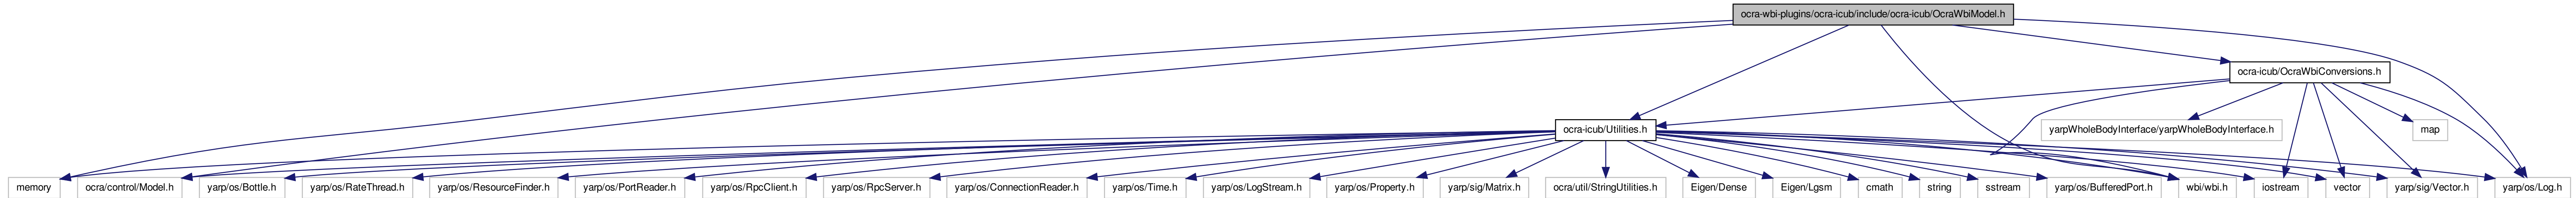 ocra-wbi-plugins/ocra-icub/include/ocra-icub/OcraWbiModel.h
ocra-icub/OcraWbiConversions.h
ocra-icub/Utilities.h
yarpWholeBodyInterface/yarpWholeBodyInterface.h
map
memory
ocra/control/Model.h
yarp/os/Bottle.h
yarp/os/RateThread.h
yarp/os/ResourceFinder.h
yarp/os/PortReader.h
yarp/os/RpcClient.h
yarp/os/RpcServer.h
yarp/os/ConnectionReader.h
yarp/os/Time.h
yarp/os/LogStream.h
yarp/os/Property.h
yarp/sig/Matrix.h
ocra/util/StringUtilities.h
Eigen/Dense
Eigen/Lgsm
cmath
string
sstream
yarp/os/BufferedPort.h
wbi/wbi.h
iostream
vector
yarp/sig/Vector.h
yarp/os/Log.h